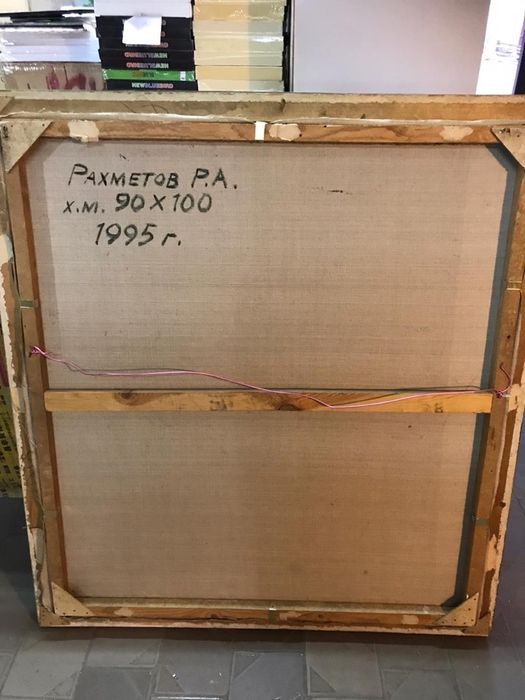 РАХМЕТОВ Р.А.
х.м. 90 x 100
1995 г.